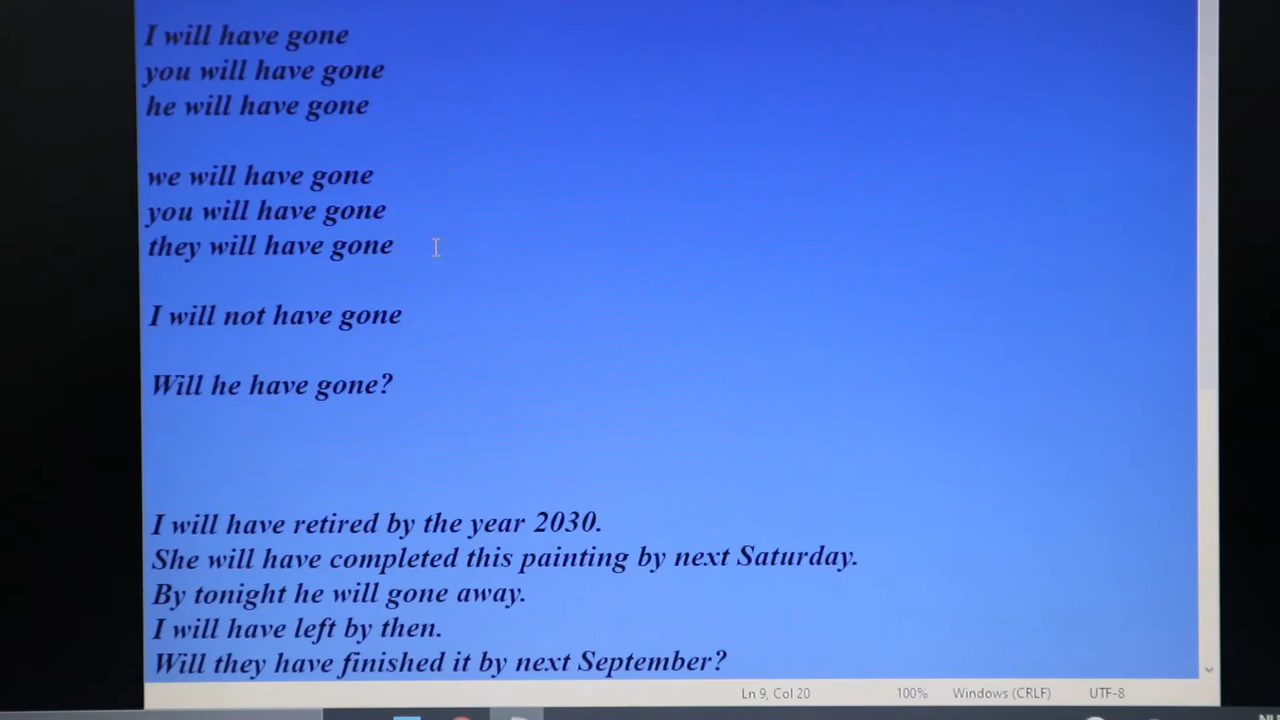 I will have gone
you will have gone
he will have gone
we will have gone
you will have gone
they will have gone
I will not have gone
Will he have gone?
I will have retired by the year 2030.
She will have completed this painting by next Saturday.
By tonight he will gone away.
I will have left by then.
Will they have finished it by next September?
Ln 9, Col 20
100%
Windows (CRLF)
UTF-8